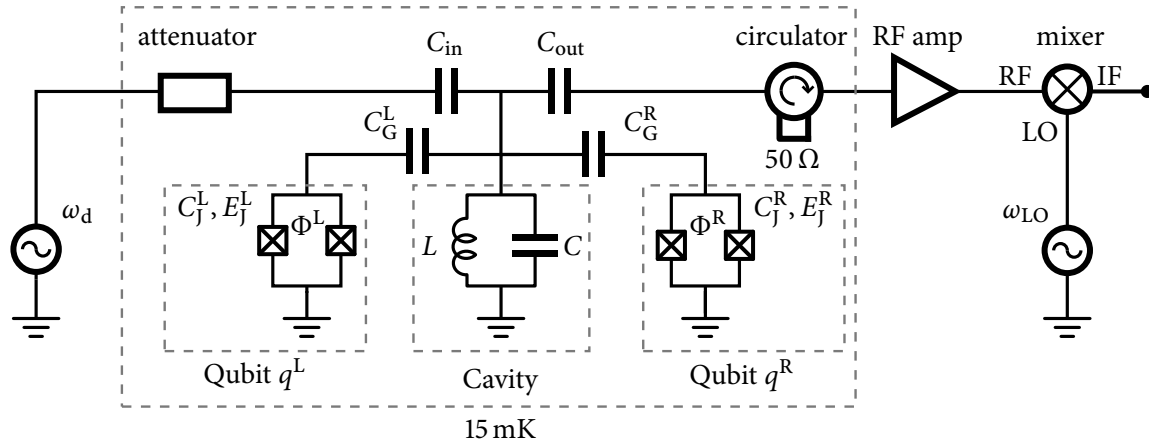 attenuator
C_in
C_out
circulator
RF amp
mixer
RF
IF
LO
C_G^L
C_G^R
50 Ω
ω_d
C_J^L, E_J^L
Φ^L
L
C
Φ^R
C_J^R, E_J^R
ω_LO
Qubit q^L
Cavity
Qubit q^R
15 mK